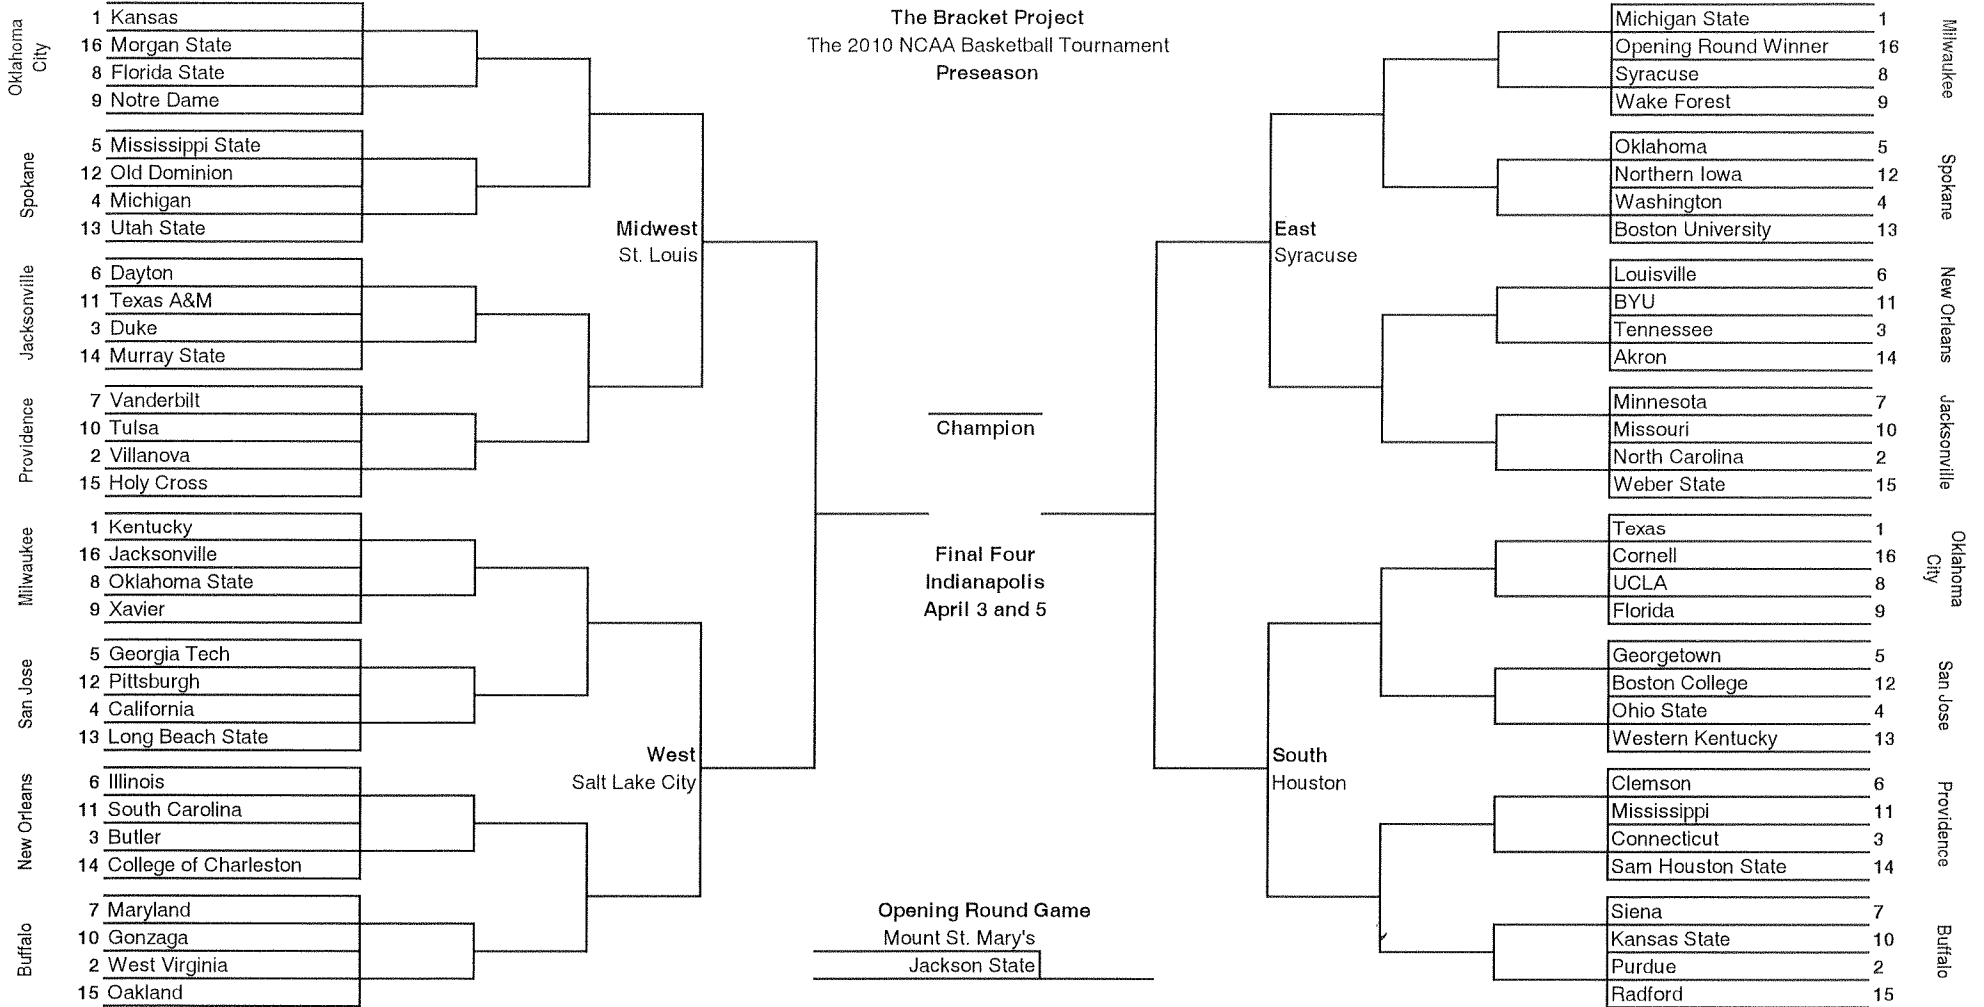 The Bracket Project
The 2010 NCAA Basketball Tournament
Preseason
Oklahoma
City
1 Kansas
16 Morgan State
8 Florida State
9 Notre Dame
Spokane
5 Mississippi State
12 Old Dominion
4 Michigan
13 Utah State
Midwest
St. Louis
Jacksonville
6 Dayton
11 Texas A&M
3 Duke
14 Murray State
Providence
7 Vanderbilt
10 Tulsa
2 Villanova
15 Holy Cross
Milwaukee
1 Kentucky
16 Jacksonville
8 Oklahoma State
9 Xavier
San Jose
5 Georgia Tech
12 Pittsburgh
4 California
13 Long Beach State
West
Salt Lake City
New Orleans
6 Illinois
11 South Carolina
3 Butler
14 College of Charleston
Buffalo
7 Maryland
10 Gonzaga
2 West Virginia
15 Oakland
Champion
Final Four
Indianapolis
April 3 and 5
Opening Round Game
Mount St. Mary's
Jackson State
Michigan State 1
Opening Round Winner 16
Syracuse 8
Wake Forest 9
Milwaukee
Oklahoma 5
Northern Iowa 12
Washington 4
Boston University 13
Spokane
East
Syracuse
Louisville 6
BYU 11
Tennessee 3
Akron 14
New Orleans
Minnesota 7
Missouri 10
North Carolina 2
Weber State 15
Jacksonville
Texas 1
Cornell 16
UCLA 8
Florida 9
Oklahoma
City
Georgetown 5
Boston College 12
Ohio State 4
Western Kentucky 13
San Jose
South
Houston
Clemson 6
Mississippi 11
Connecticut 3
Sam Houston State 14
Providence
Siena 7
Kansas State 10
Purdue 2
Radford 15
Buffalo